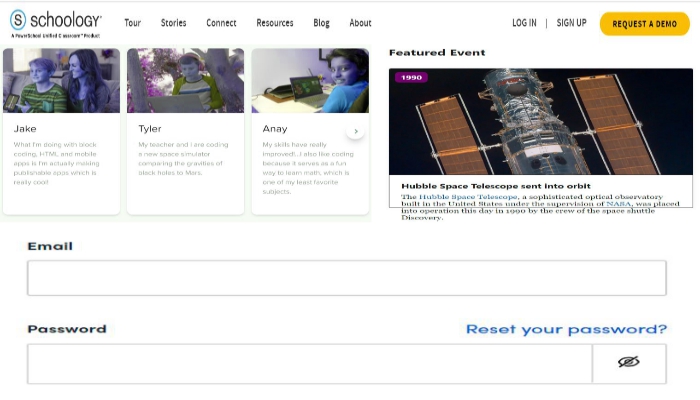 schoology®
A PowerSchool Unified Classroom™ Product
Tour Stories Connect Resources Blog About
LOG IN | SIGN UP REQUEST A DEMO
Jake
What I'm doing with block
coding, HTML and mobile
apps is I'm actually making
publishable apps which is
really cool!
Tyler
My teacher and I are coding
a new space simulator
comparing the gravities of
black holes to Mars.
Anay
My skills have really
improved!...I also like coding
because it serves as a fun
way to learn math, which is
one of my least favorite
subjects.
Featured Event
1990
Hubble Space Telescope sent into orbit
The Hubble Space Telescope, a sophisticated optical observatory
built in the United States under the supervision of NASA, was placed
into operation this day in 1990 by the crew of the space shuttle
Discovery.
Email
Password Reset your password?